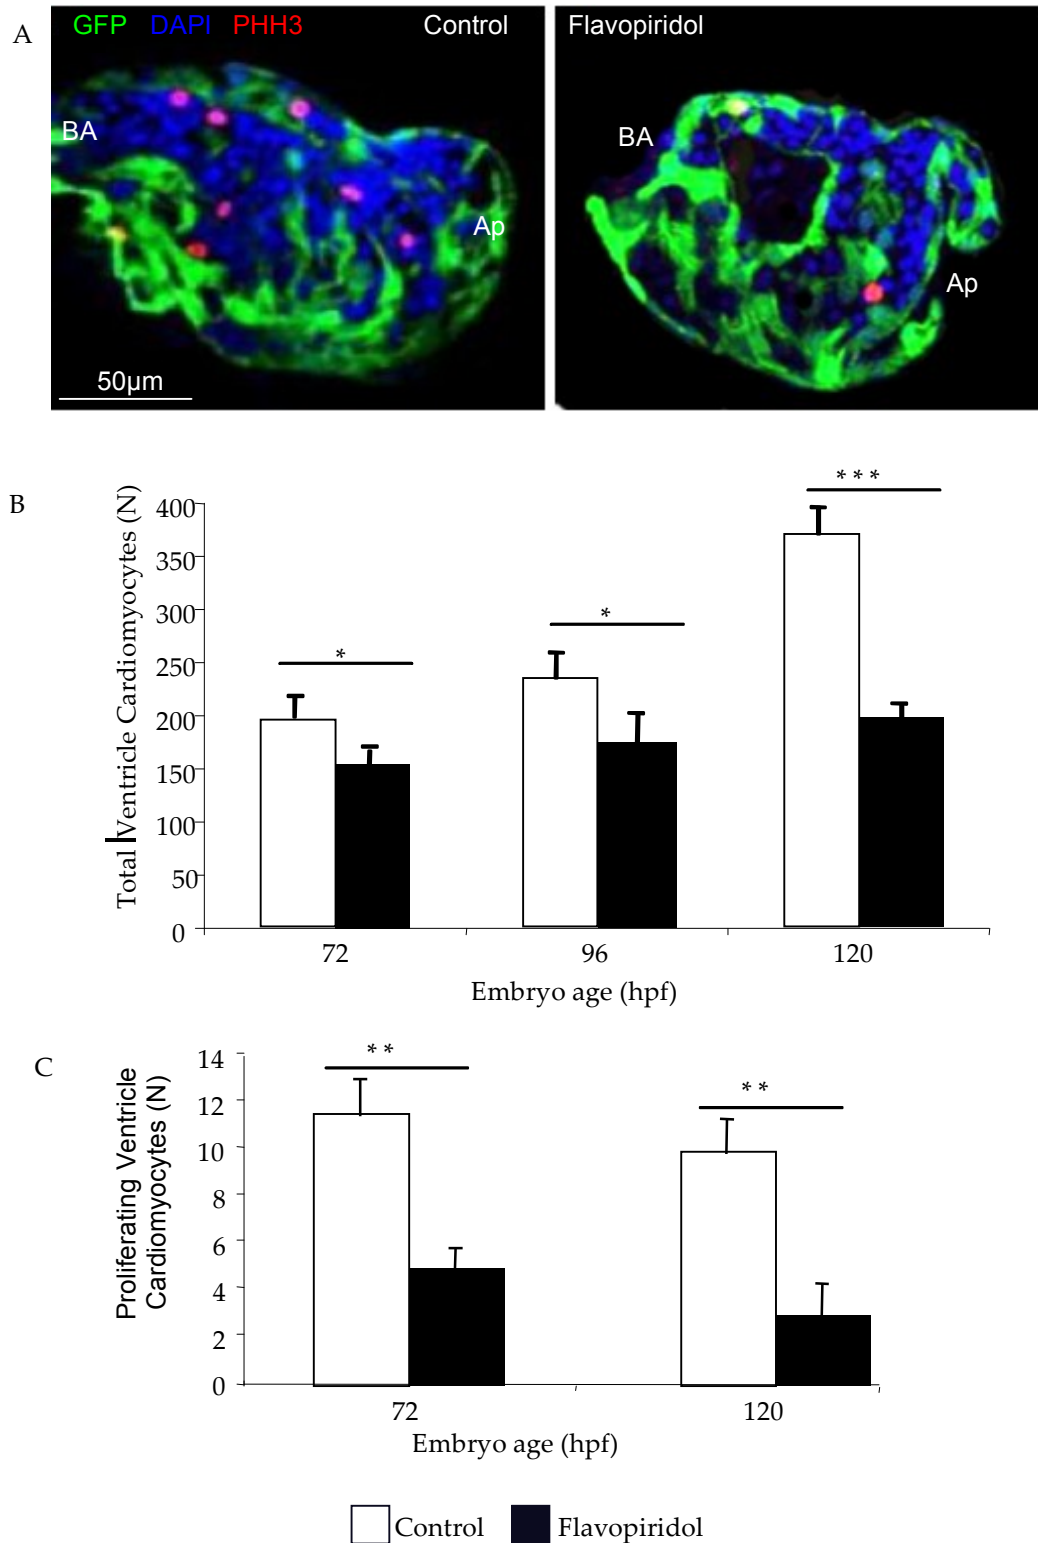 A
GFP DAPI PHH3 Control
Flavopiridol
BA
Ap
50µm
BA
Ap
B
Total Ventricle Cardiomyocytes (N)
400
350
300
250
200
150
100
50
0
*
*
***
72 96 120
Embryo age (hpf)
C
Proliferating Ventricle
Cardiomyocytes (N)
14
12
10
8
6
4
2
0
**
**
72 120
Embryo age (hpf)
Control Flavopiridol